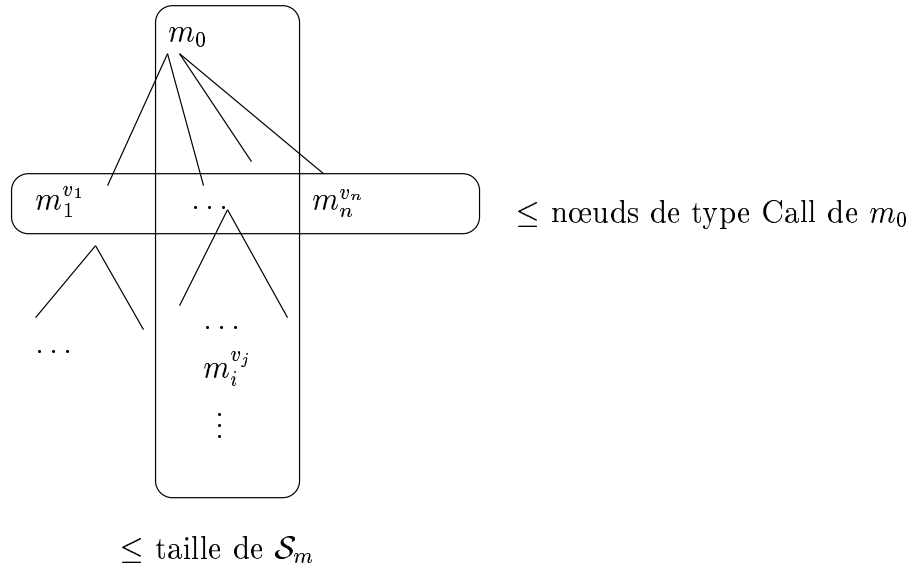 m_0
m_1^{v_1} ... m_n^{v_n} ≤ nœuds de type Call de m_0
... ...
m_i^{v_j}
⋮
≤ taille de 𝒮_m